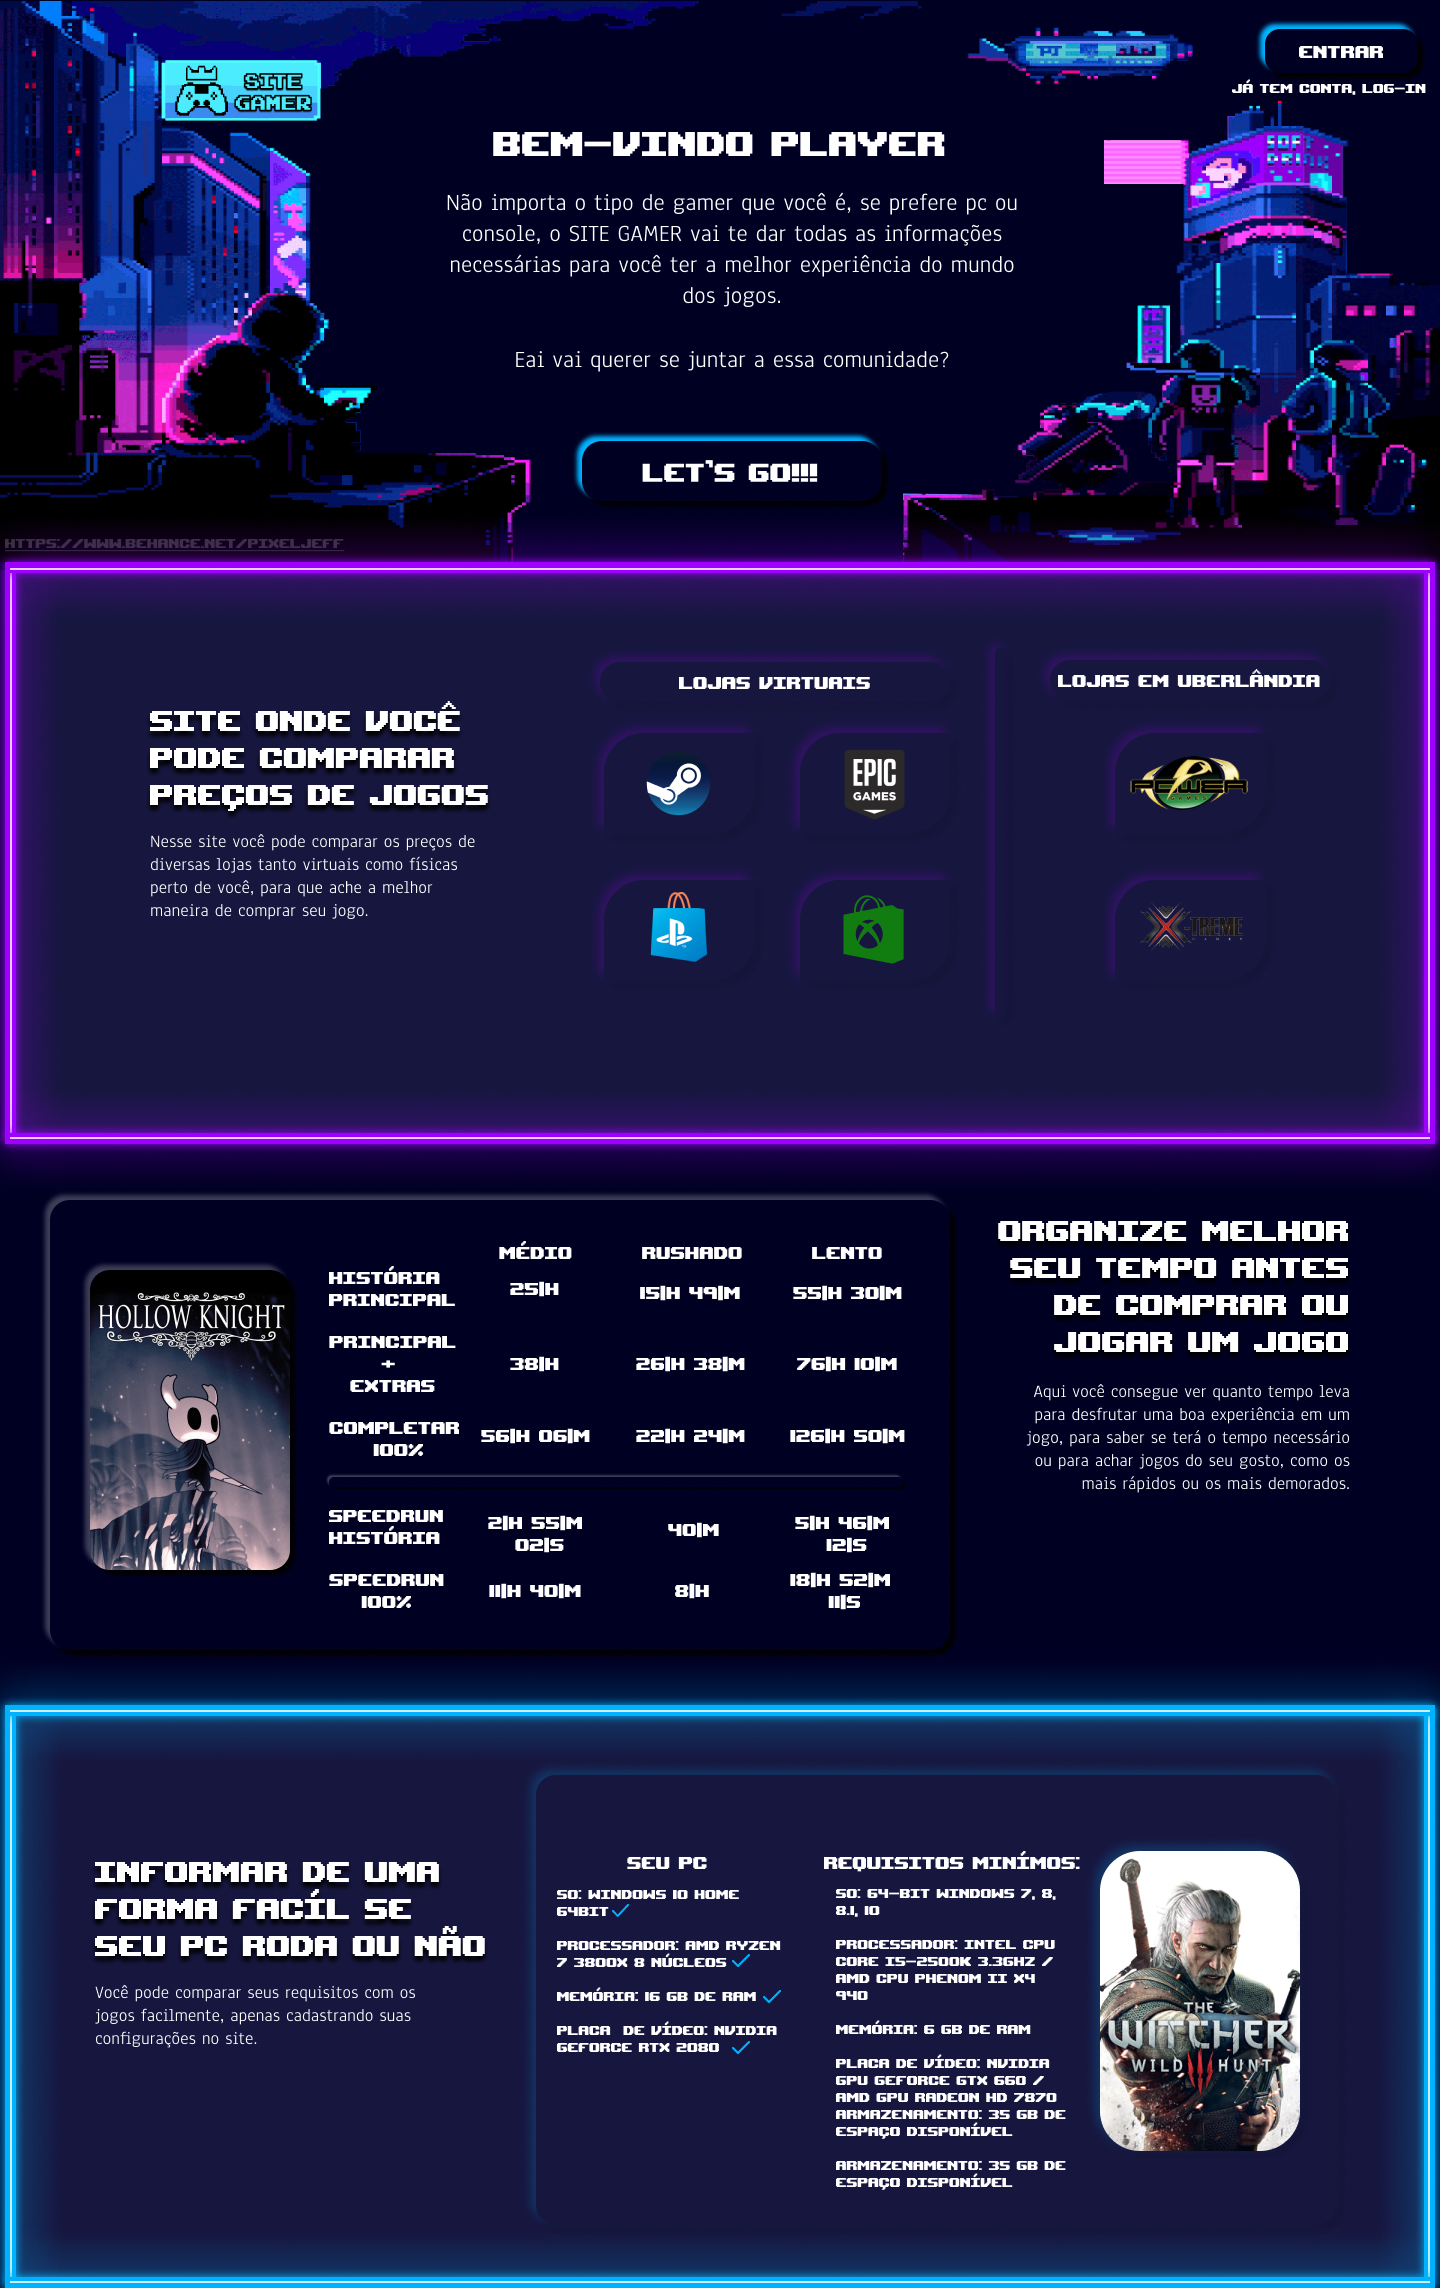 SITE
GAMER
ENTRAR
JÁ TEM CONTA, LOG-IN
BEM-VINDO PLAYER
Não importa o tipo de gamer que você é, se prefere pc ou
console, o SITE GAMER vai te dar todas as informações
necessárias para você ter a melhor experiência do mundo
dos jogos.
Eai vai querer se juntar a essa comunidade?
LET'S GO!!!
HTTPS://WWW.BEHANCE.NET/PIXELJEFF
SITE ONDE VOCÊ
PODE COMPARAR
PREÇOS DE JOGOS
Nesse site você pode comparar os preços de
diversas lojas tanto virtuais como físicas
perto de você, para que ache a melhor
maneira de comprar seu jogo.
LOJAS VIRTUAIS
EPIC
GAMES
LOJAS EM UBERLÂNDIA
POWER
GAMES
X-TREME
GAMES
HOLLOW KNIGHT
MÉDIO RUSHADO LENTO
HISTÓRIA
PRINCIPAL
25|H 15|H 49|M 55|H 30|M
PRINCIPAL
+
EXTRAS
38|H 26|H 38|M 76|H 10|M
COMPLETAR
100%
56|H 06|M 22|H 24|M 126|H 50|M
SPEEDRUN
HISTÓRIA
2|H 55|M
02|S
40|M
5|H 46|M
12|S
SPEEDRUN
100%
11|H 40|M
8|H
18|H 52|M
11|S
ORGANIZE MELHOR
SEU TEMPO ANTES
DE COMPRAR OU
JOGAR UM JOGO
Aqui você consegue ver quanto tempo leva
para desfrutar uma boa experiência em um
jogo, para saber se terá o tempo necessário
ou para achar jogos do seu gosto, como os
mais rápidos ou os mais demorados.
INFORMAR DE UMA
FORMA FACÍL SE
SEU PC RODA OU NÃO
Você pode comparar seus requisitos com os
jogos facilmente, apenas cadastrando suas
configurações no site.
SEU PC
SO: WINDOWS 10 HOME
64BIT
PROCESSADOR: AMD RYZEN
7 3800X 8 NÚCLEOS
MEMÓRIA: 16 GB DE RAM
PLACA DE VÍDEO: NVIDIA
GEFORCE RTX 2080
REQUISITOS MINÍMOS:
SO: 64-BIT WINDOWS 7, 8,
8.1, 10
PROCESSADOR: INTEL CPU
CORE I5-2500K 3.3GHZ /
AMD CPU PHENOM II X4
940
MEMÓRIA: 6 GB DE RAM
PLACA DE VÍDEO: NVIDIA
GPU GEFORCE GTX 660 /
AMD GPU RADEON HD 7870
ARMAZENAMENTO: 35 GB DE
ESPAÇO DISPONÍVEL
ARMAZENAMENTO: 35 GB DE
ESPAÇO DISPONÍVEL
THE
WITCHER
WILD III HUNT